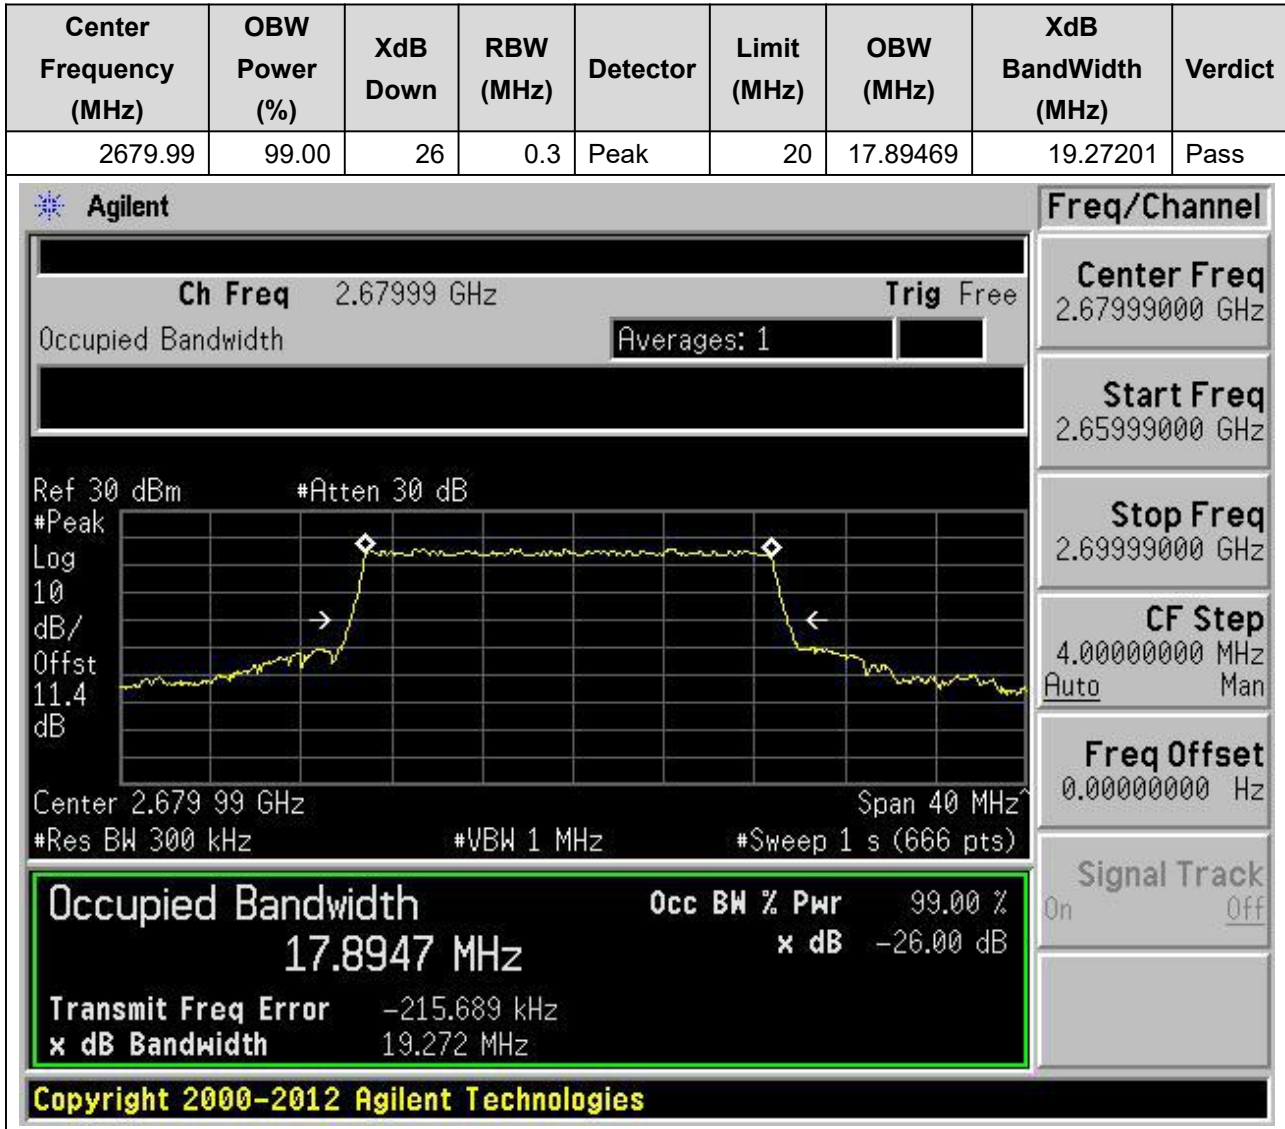 Center Frequency (MHz) OBW Power (%) XdB Down RBW (MHz) Detector Limit (MHz) OBW (MHz) XdB BandWidth (MHz) Verdict
2679.99 99.00 26 0.3 Peak 20 17.89469 19.27201 Pass
Agilent Freq/Channel
Ch Freq 2.67999 GHz Trig Free
Occupied Bandwidth Averages: 1
Center Freq
2.67999000 GHz
Start Freq
2.65999000 GHz
Stop Freq
2.69999000 GHz
CF Step
4.00000000 MHz
Auto Man
Freq Offset
0.00000000 Hz
Signal Track
On Off
Ref 30 dBm #Atten 30 dB
#Peak
Log
10
dB/
Offst
11.4
dB
Center 2.679 99 GHz Span 40 MHz^
#Res BW 300 kHz #VBW 1 MHz #Sweep 1 s (666 pts)
Occupied Bandwidth Occ BW % Pwr 99.00 %
17.8947 MHz x dB -26.00 dB
Transmit Freq Error -215.689 kHz
x dB Bandwidth 19.272 MHz
Copyright 2000-2012 Agilent Technologies